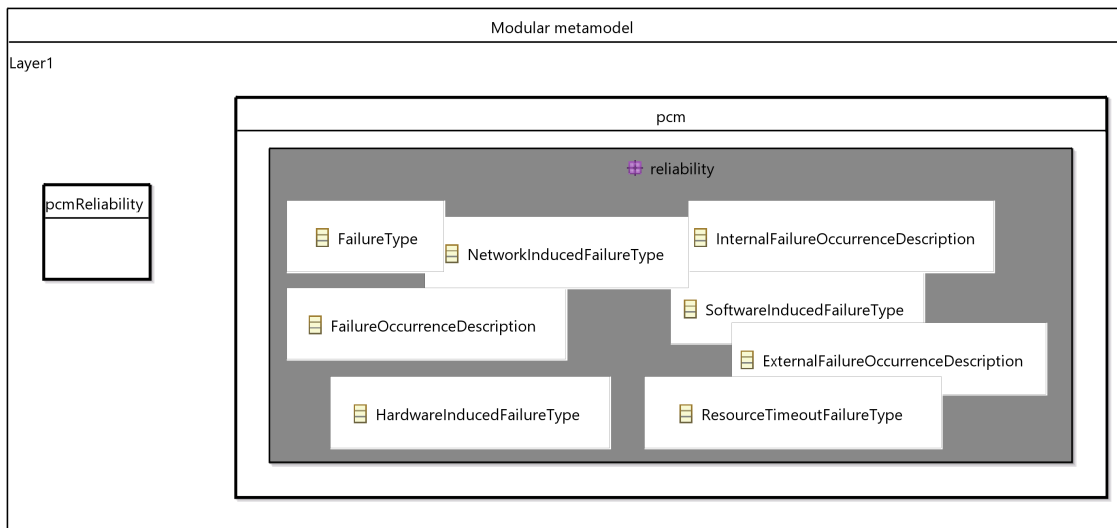 Modular metamodel
Layer1
pcm
reliability
pcmReliability
FailureType
NetworkInducedFailureType
InternalFailureOccurrenceDescription
FailureOccurrenceDescription
SoftwareInducedFailureType
ExternalFailureOccurrenceDescription
HardwareInducedFailureType
ResourceTimeoutFailureType